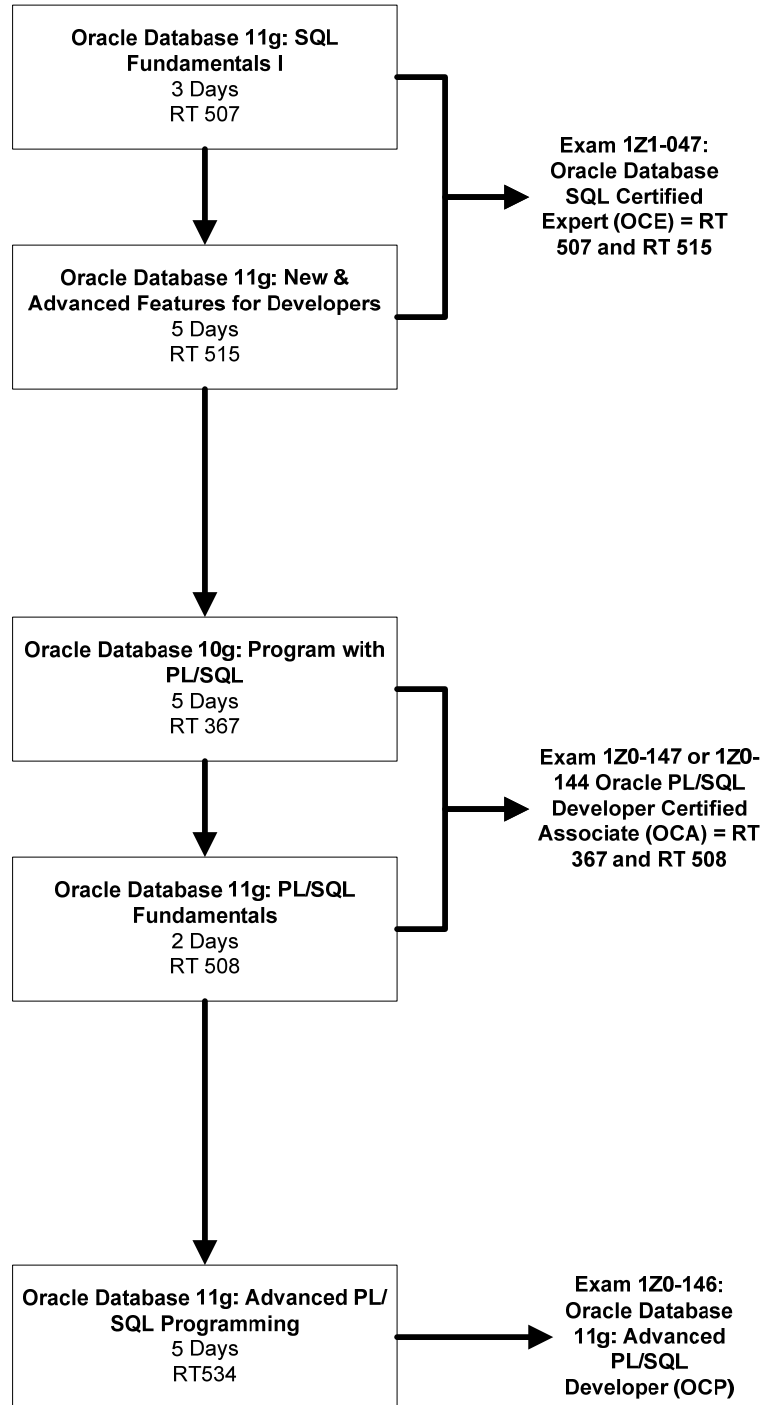 Oracle Database 11g: SQL
Fundamentals I
3 Days
RT 507
Exam 1Z1-047:
Oracle Database
SQL Certified
Expert (OCE) = RT
507 and RT 515
Oracle Database 11g: New &
Advanced Features for Developers
5 Days
RT 515
Oracle Database 10g: Program with
PL/SQL
5 Days
RT 367
Exam 1Z0-147 or 1Z0-
144 Oracle PL/SQL
Developer Certified
Associate (OCA) = RT
367 and RT 508
Oracle Database 11g: PL/SQL
Fundamentals
2 Days
RT 508
Oracle Database 11g: Advanced PL/
SQL Programming
5 Days
RT534
Exam 1Z0-146:
Oracle Database
11g: Advanced
PL/SQL
Developer (OCP)